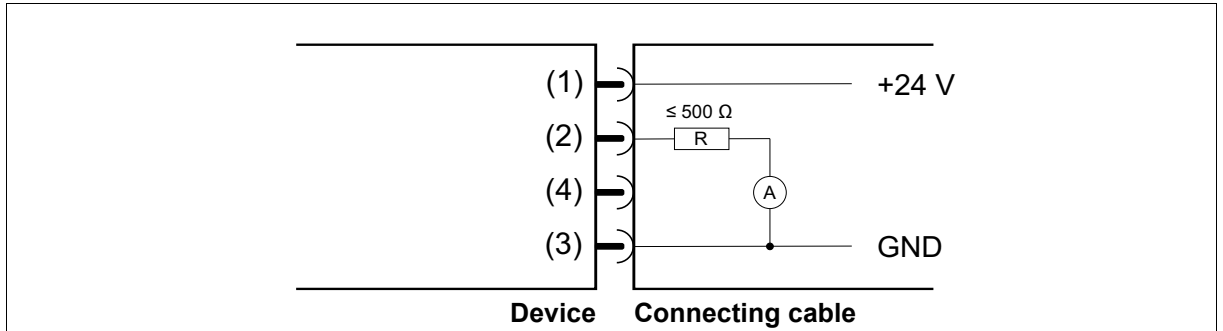 (1) +24 V
≤ 500 Ω
(2) R
(4) A
(3) GND
Device Connecting cable